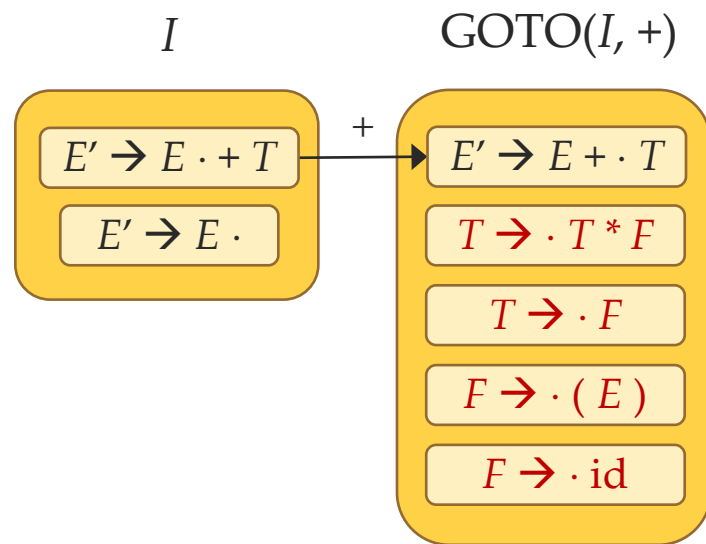 I
E' → E · + T
E' → E ·
+
GOTO(I, +)
E' → E + · T
T → · T * F
T → · F
F → · ( E )
F → · id